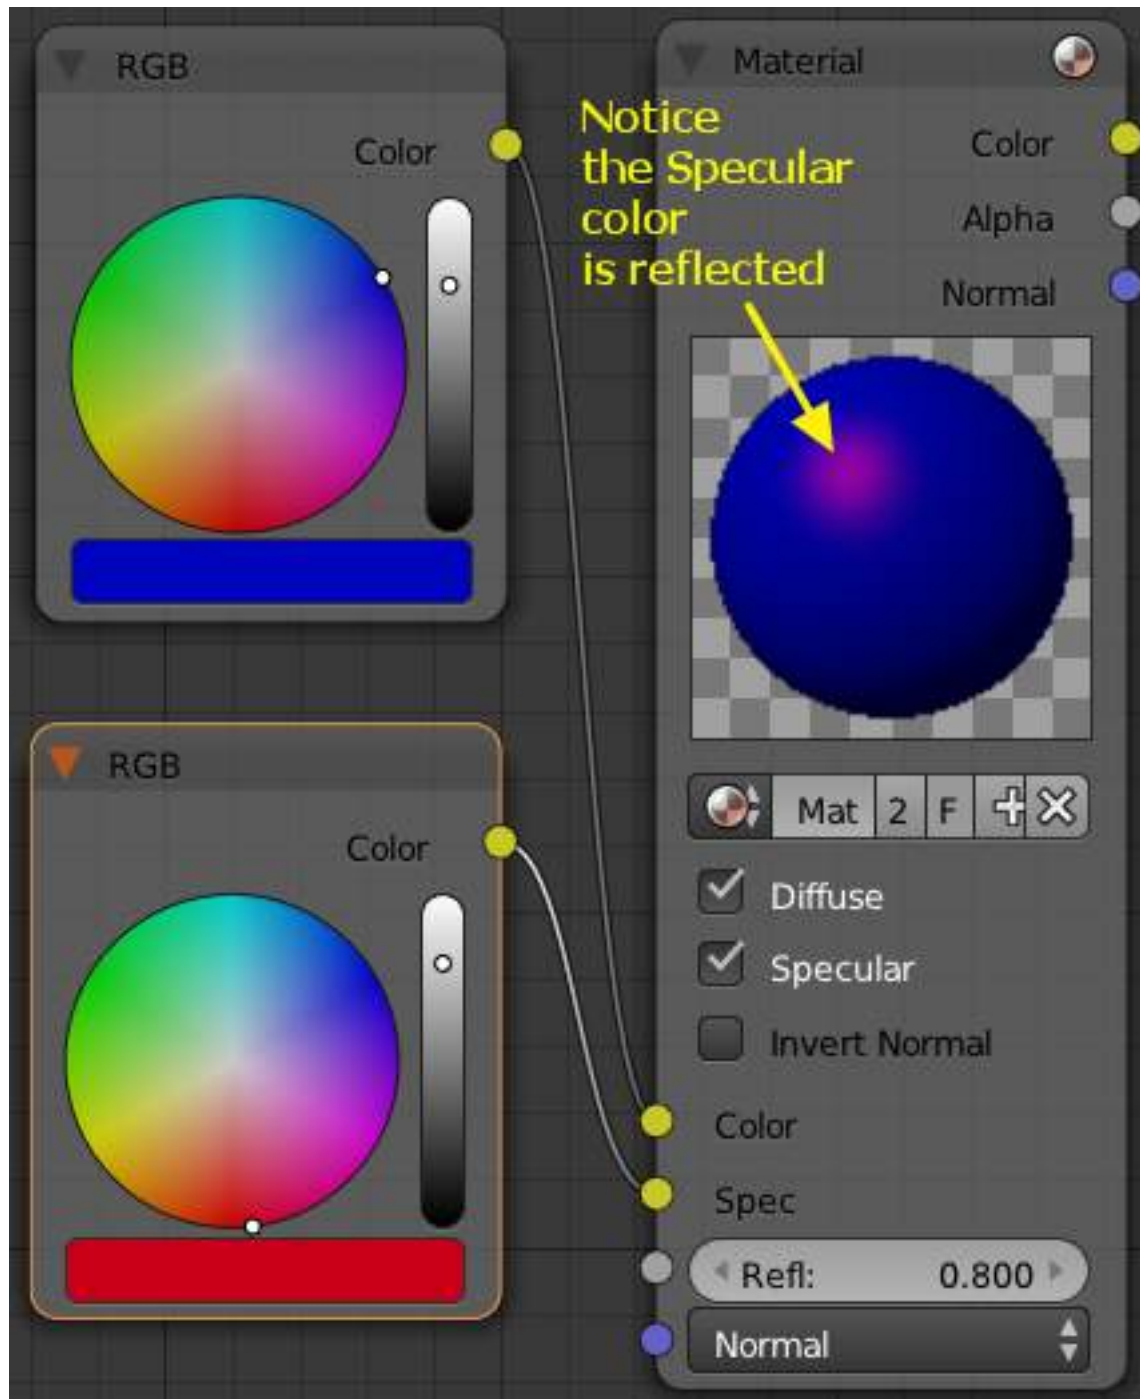 RGB
Color
Material
Notice
the Specular
color
is reflected
Color
Alpha
Normal
RGB
Color
Mat 2 F
Diffuse
Specular
Invert Normal
Color
Spec
Refl: 0.800
Normal